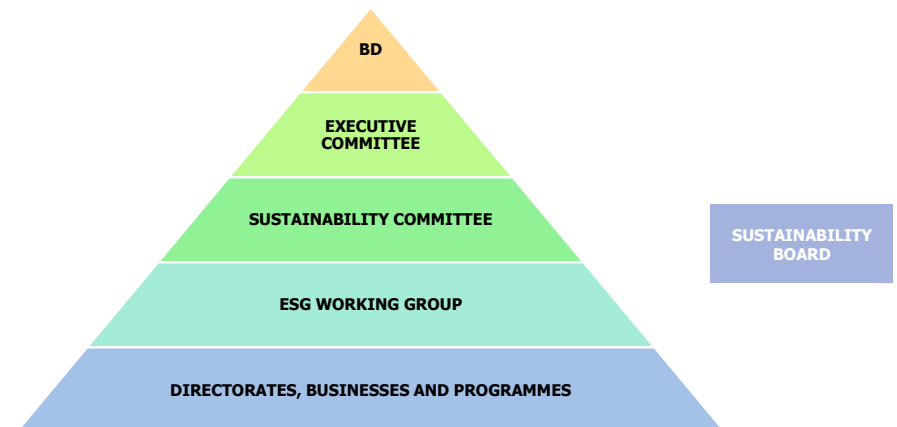 BD
EXECUTIVE
COMMITTEE
SUSTAINABILITY COMMITTEE
SUSTAINABILITY
BOARD
ESG WORKING GROUP
DIRECTORATES, BUSINESSES AND PROGRAMMES